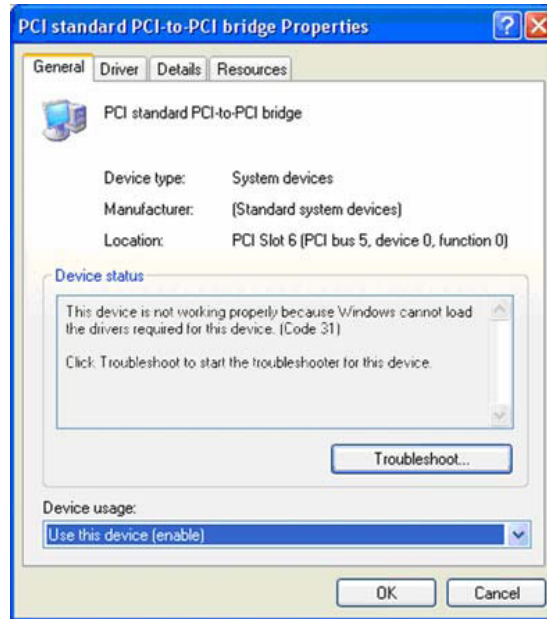 PCI standard PCI-to-PCI bridge Properties
General Driver Details Resources
PCI standard PCI-to-PCI bridge
Device type: System devices
Manufacturer: (Standard system devices)
Location: PCI Slot 6 (PCI bus 5, device 0, function 0)
Device status
This device is not working properly because Windows cannot load
the drivers required for this device. (Code 31)
Click Troubleshoot to start the troubleshooter for this device.
Troubleshoot...
Device usage:
Use this device (enable)
OK Cancel